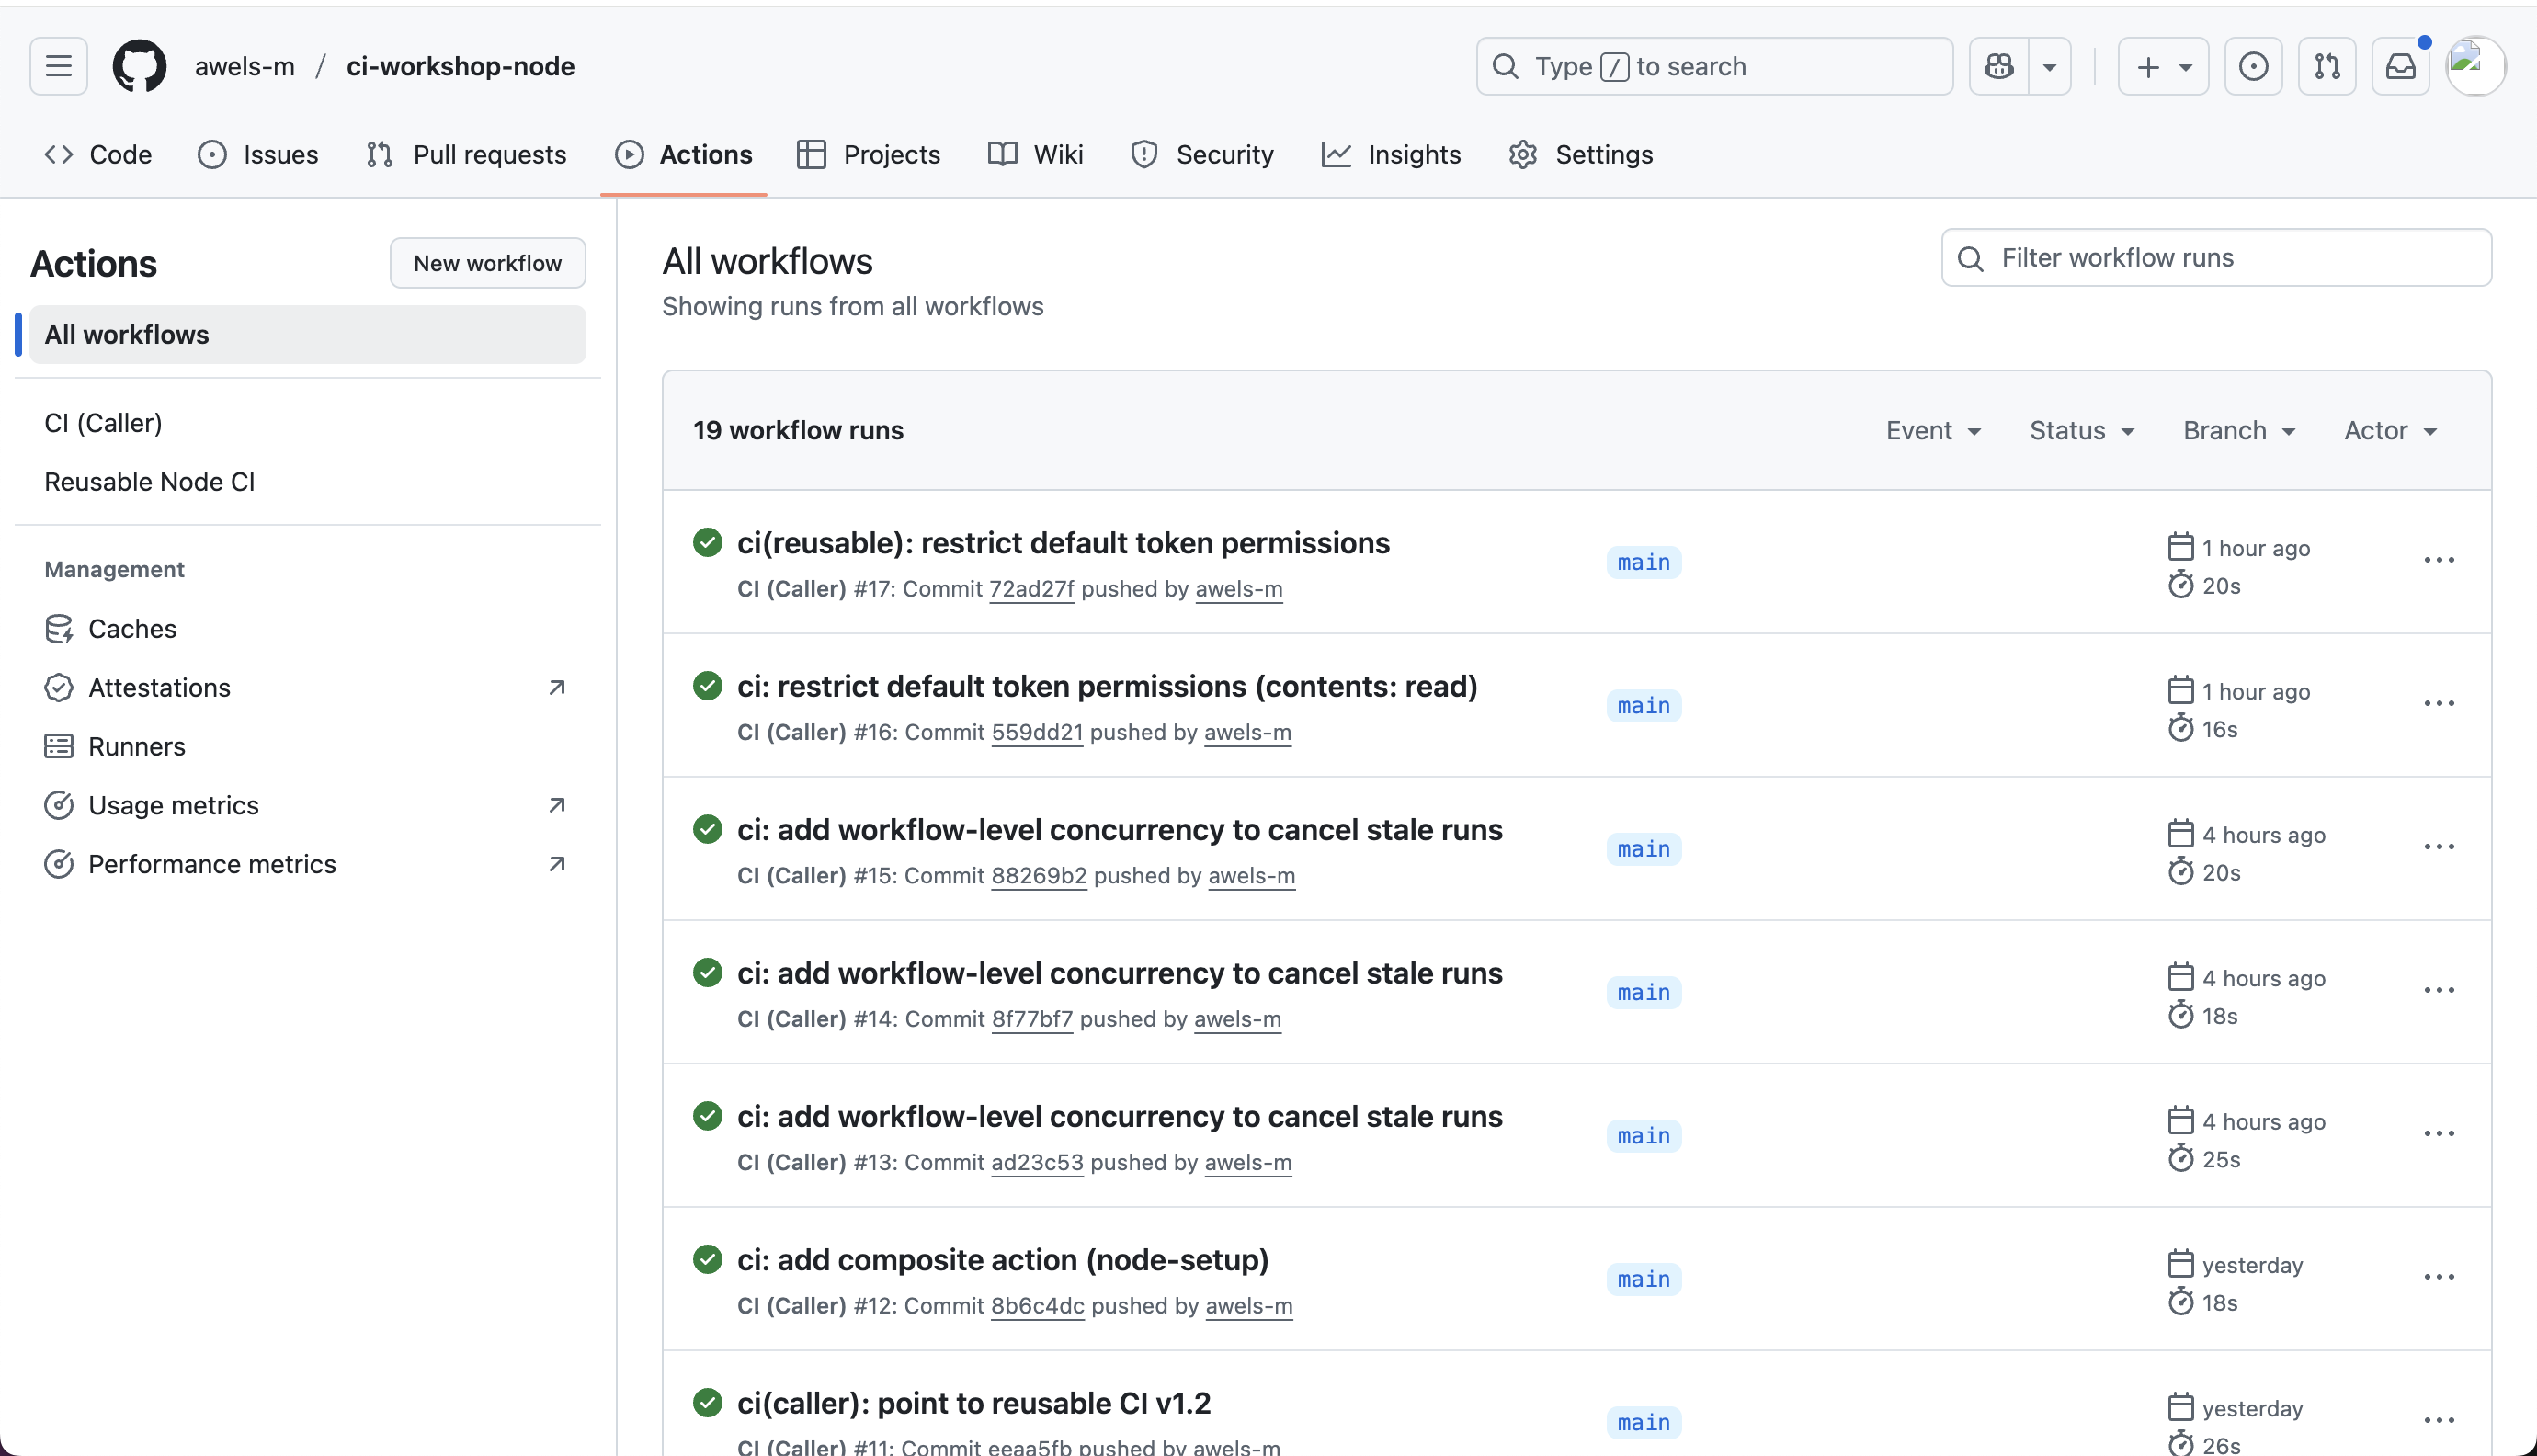 awels-m / ci-workshop-node
Type / to search
Code
Issues
Pull requests
Actions
Projects
Wiki
Security
Insights
Settings
Actions
New workflow
All workflows
CI (Caller)
Reusable Node CI
Management
Caches
Attestations
Runners
Usage metrics
Performance metrics
All workflows
Showing runs from all workflows
Filter workflow runs
19 workflow runs
Event
Status
Branch
Actor
ci(reusable): restrict default token permissions
CI (Caller) #17: Commit 72ad27f pushed by awels-m
main
1 hour ago
20s
ci: restrict default token permissions (contents: read)
CI (Caller) #16: Commit 559dd21 pushed by awels-m
main
1 hour ago
16s
ci: add workflow-level concurrency to cancel stale runs
CI (Caller) #15: Commit 88269b2 pushed by awels-m
main
4 hours ago
20s
ci: add workflow-level concurrency to cancel stale runs
CI (Caller) #14: Commit 8f77bf7 pushed by awels-m
main
4 hours ago
18s
ci: add workflow-level concurrency to cancel stale runs
CI (Caller) #13: Commit ad23c53 pushed by awels-m
main
4 hours ago
25s
ci: add composite action (node-setup)
CI (Caller) #12: Commit 8b6c4dc pushed by awels-m
main
yesterday
18s
ci(caller): point to reusable CI v1.2
CI (Caller) #11: Commit eeaa5fb pushed by awels-m
main
yesterday
26s